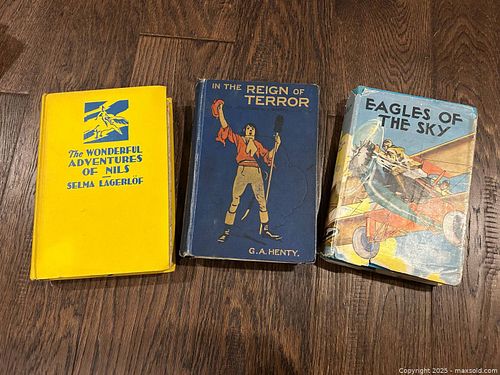 The WONDERFUL
ADVENTURES
OF NILS
SELMA LAGERLÖF
IN THE REIGN OF
TERROR
G.A. HENTY.
EAGLES OF
THE SKY
Copyright 2025 - maxsold.com